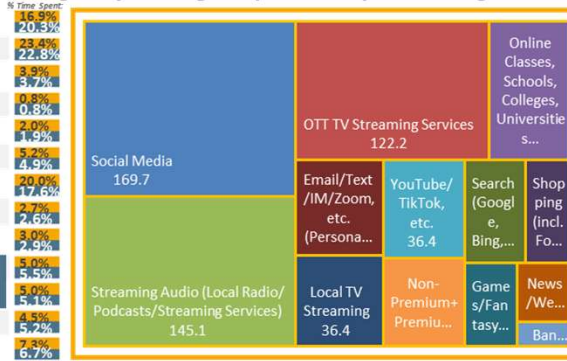 % Time Spent:
16.9%
20.3%
23.4%
22.8%
3.9%
3.7%
0.8%
0.8%
2.0%
1.9%
5.2%
4.9%
20.0%
17.6%
2.7%
2.6%
3.0%
2.9%
5.0%
5.5%
5.0%
5.1%
4.5%
5.2%
7.3%
6.7%
Social Media
169.7
Streaming Audio (Local Radio/
Podcasts/Streaming Services)
145.1
OTT TV Streaming Services
122.2
Online
Classes,
Schools,
Colleges,
Universitie
s...
Email/Text
/IM/Zoom,
etc.
(Persona...
YouTube/
TikTok,
etc.
36.4
Search
(Googl
e,
Bing,...
Shop
ping
(incl.
Fo...
Local TV
Streaming
36.4
Non-
Premium+
Premiu...
Game
s/Fan
tasy...
News
/We...
Ban...